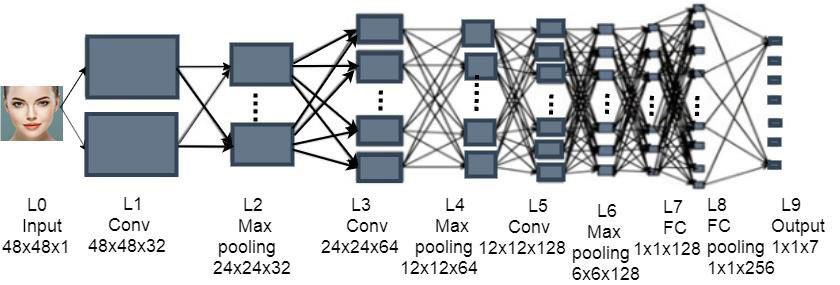 L0
Input
48x48x1
L1
Conv
48x48x32
L2
Max
pooling
24x24x32
L3
Conv
24x24x64
L4
Max
pooling
12x12x64
L5
Conv
12x12x128
L6
Max
pooling
6x6x128
L7
FC
1x1x128
L8
FC
pooling
1x1x256
L9
Output
1x1x7